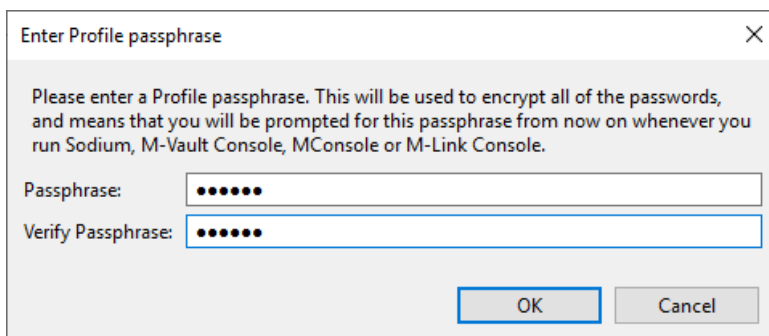 Enter Profile passphrase
Please enter a Profile passphrase. This will be used to encrypt all of the passwords,
and means that you will be prompted for this passphrase from now on whenever you
run Sodium, M-Vault Console, MConsole or M-Link Console.
Passphrase: ●●●●●●
Verify Passphrase: ●●●●●●
OK Cancel